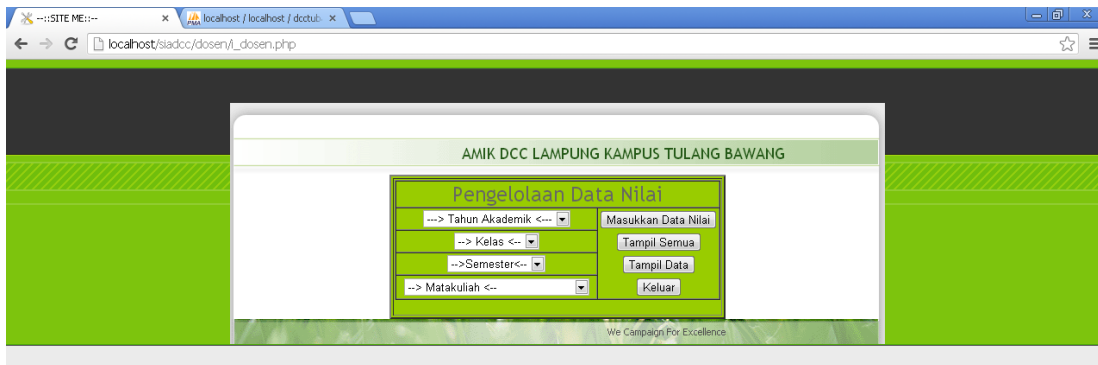 --::SITE ME::--
localhost / localhost / dcctub
localhost/siadcc/dosen/l_dosen.php
AMIK DCC LAMPUNG KAMPUS TULANG BAWANG
Pengelolaan Data Nilai
---> Tahun Akademik <---
Masukkan Data Nilai
--> Kelas <--
Tampil Semua
-->Semester<--
Tampil Data
--> Matakuliah <--
Keluar
We Campaign For Excellence